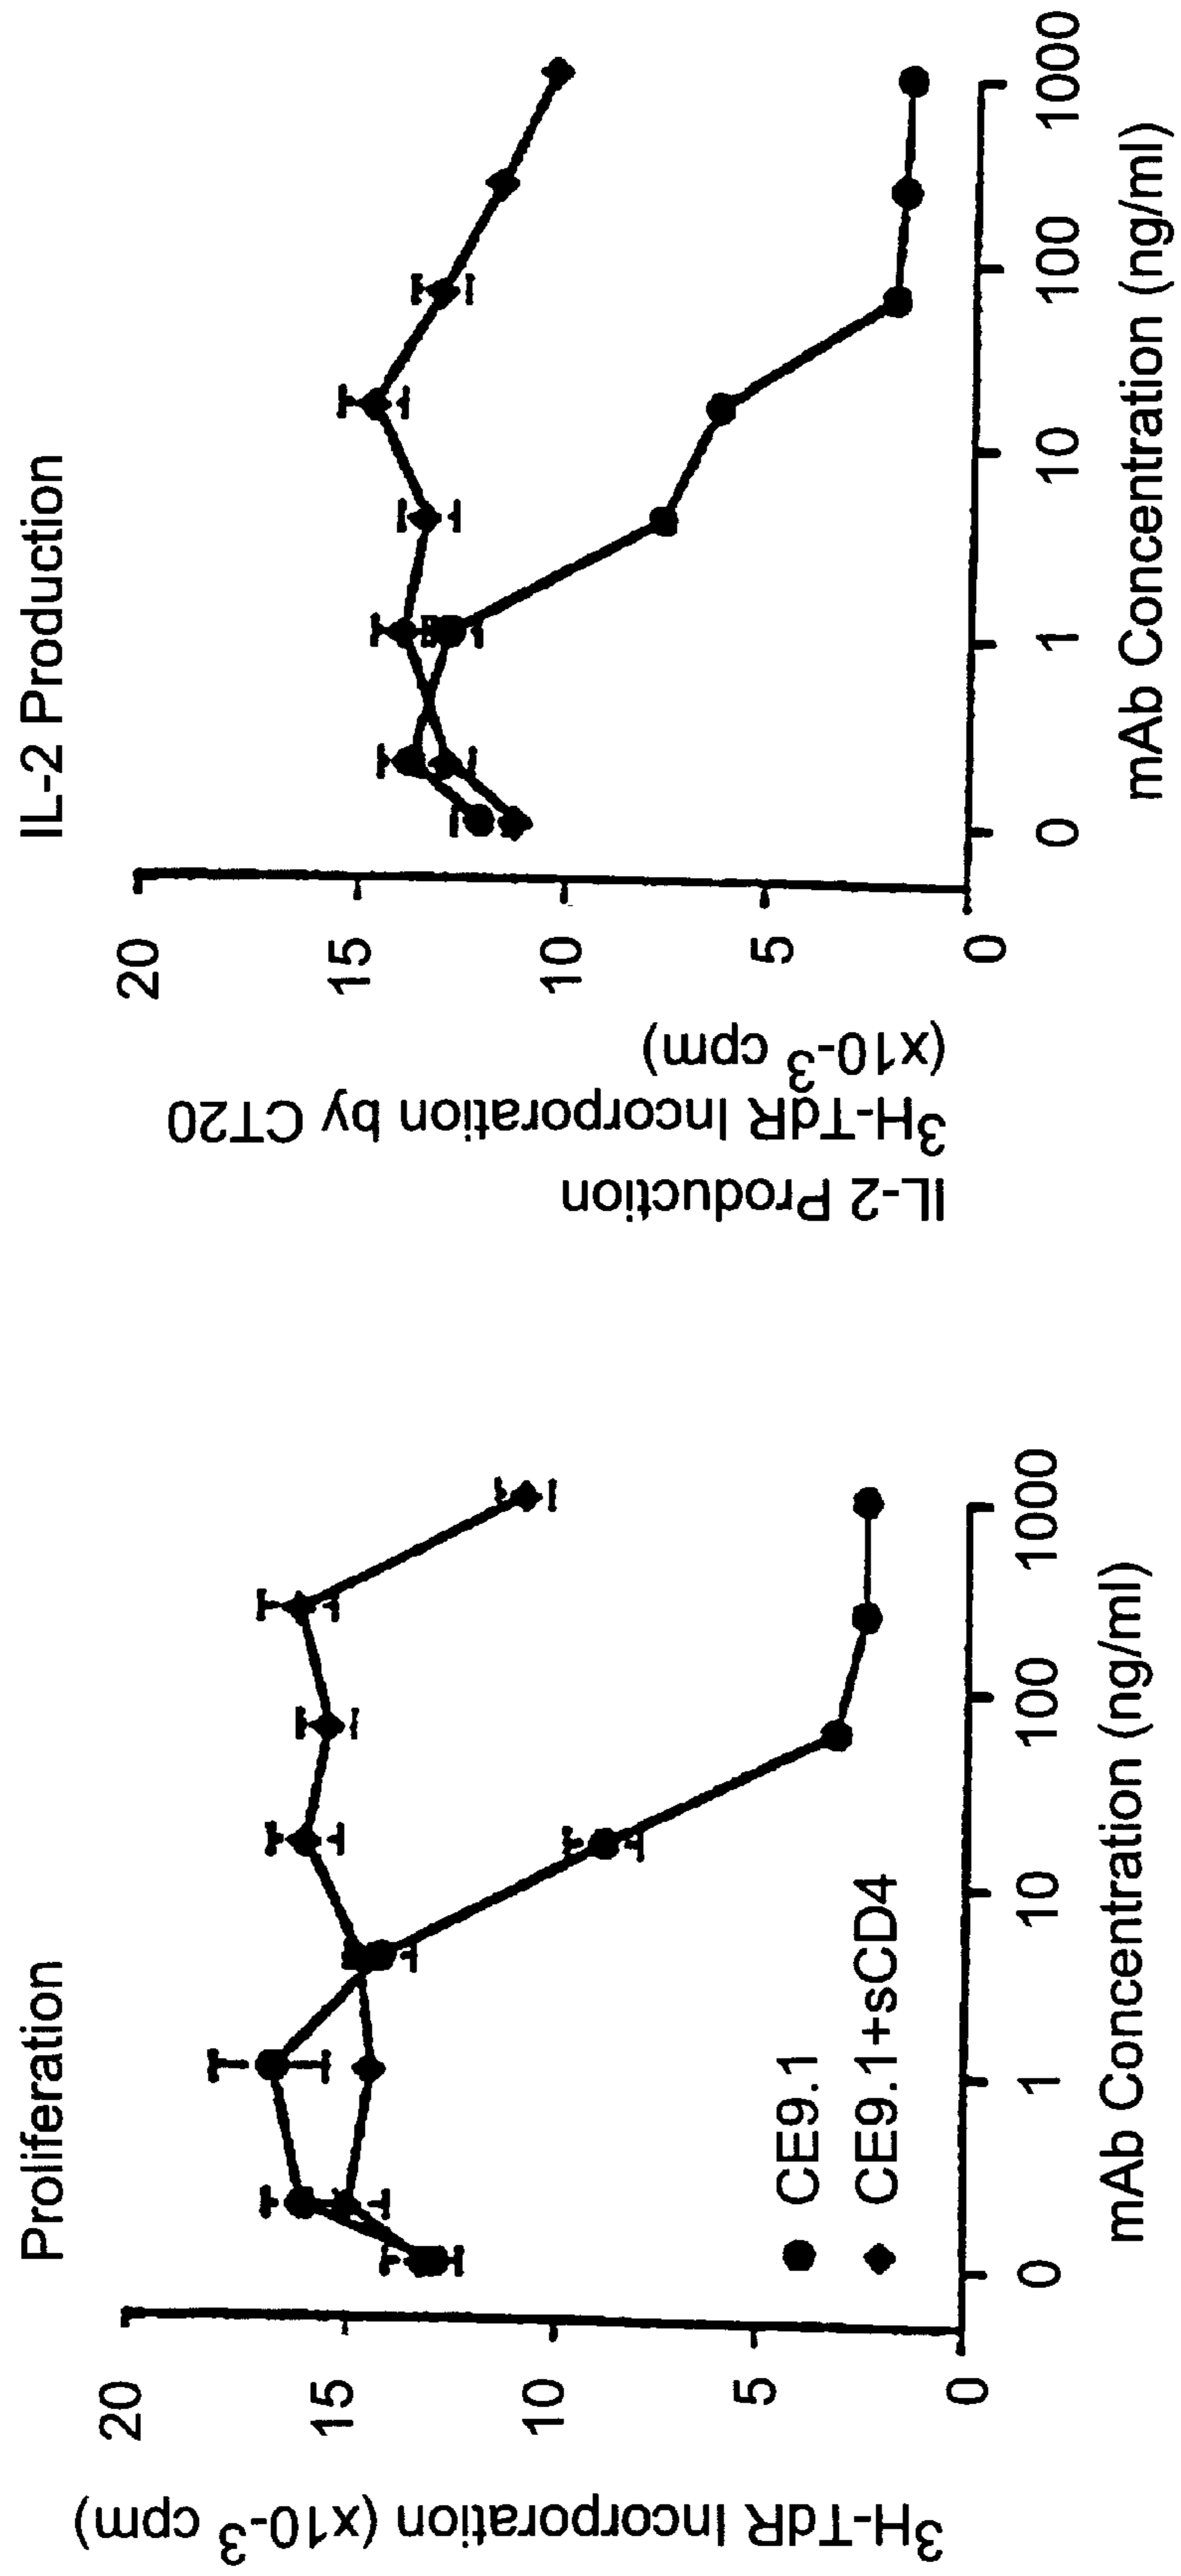 Proliferation
3H-TdR Incorporation (x10-3 cpm)
20
15
10
5
0
CE9.1
CE9.1+sCD4
0 1 10 100 1000
mAb Concentration (ng/ml)
IL-2 Production
IL-2 Production
3H-TdR Incorporation by CT20
(x10-3 cpm)
20
15
10
5
0
0 1 10 100 1000
mAb Concentration (ng/ml)